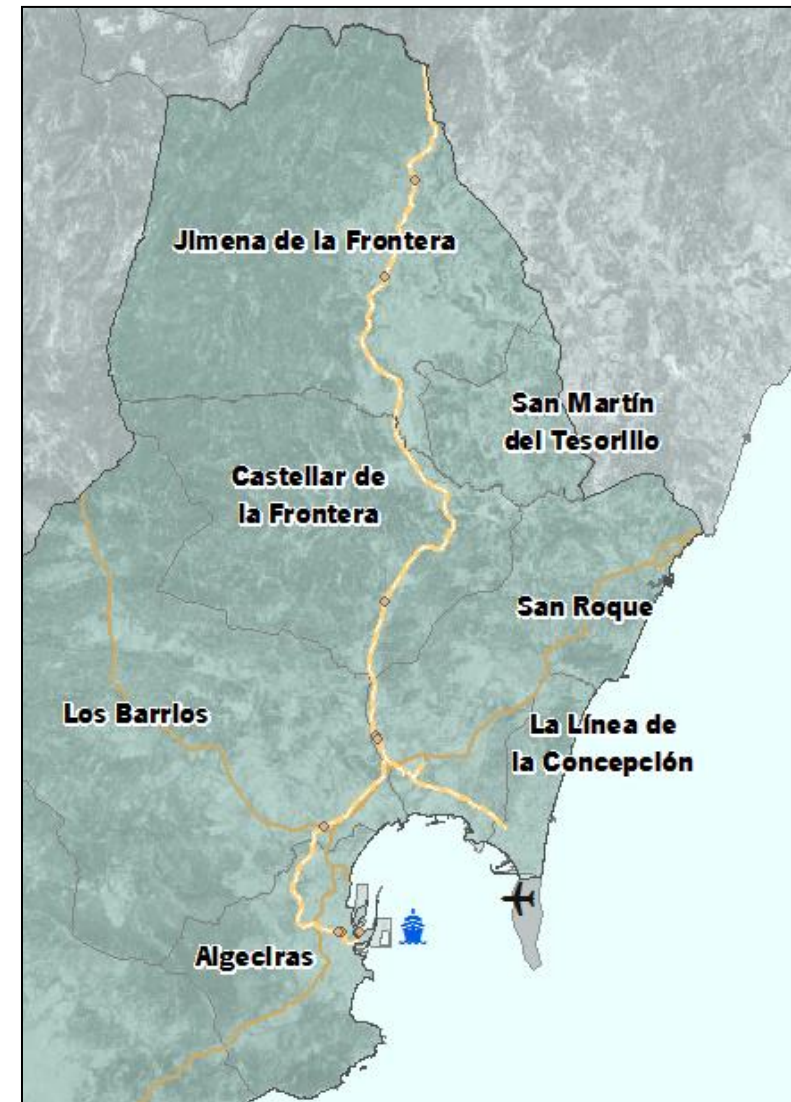 Jimena de la Frontera
San Martín
del Tesorillo
Castellar de
la Frontera
San Roque
Los Barrios
La Línea de
la Concepción
Algeciras